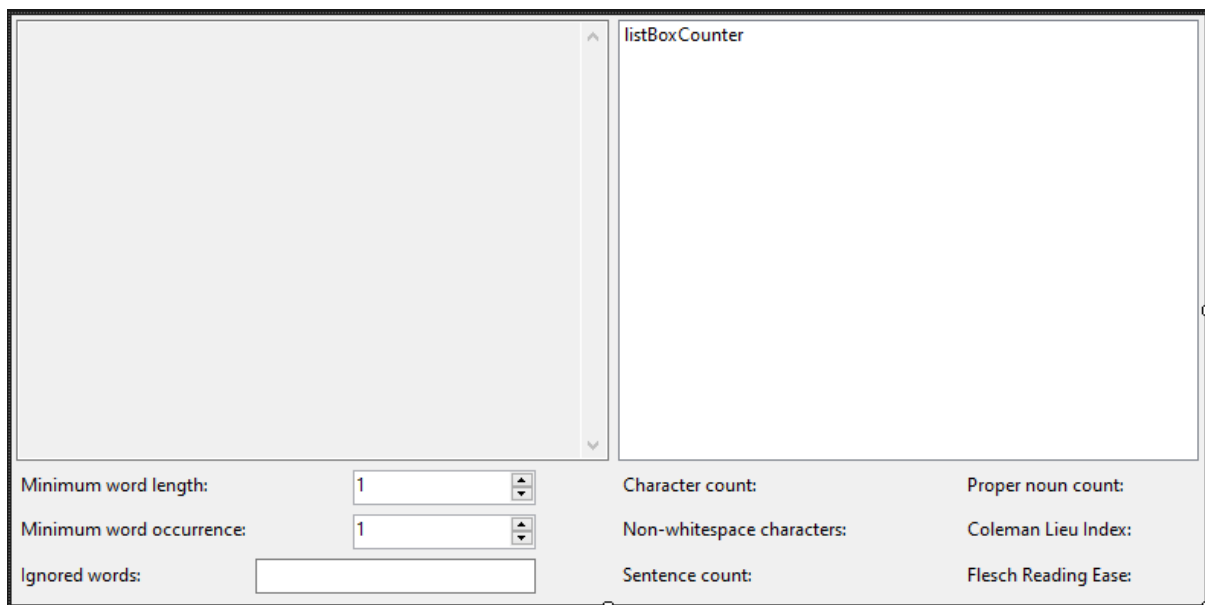 listBoxCounter
Minimum word length: 1 Character count: Proper noun count:
Minimum word occurrence: 1 Non-whitespace characters: Coleman Lieu Index:
Ignored words: Sentence count: Flesch Reading Ease: